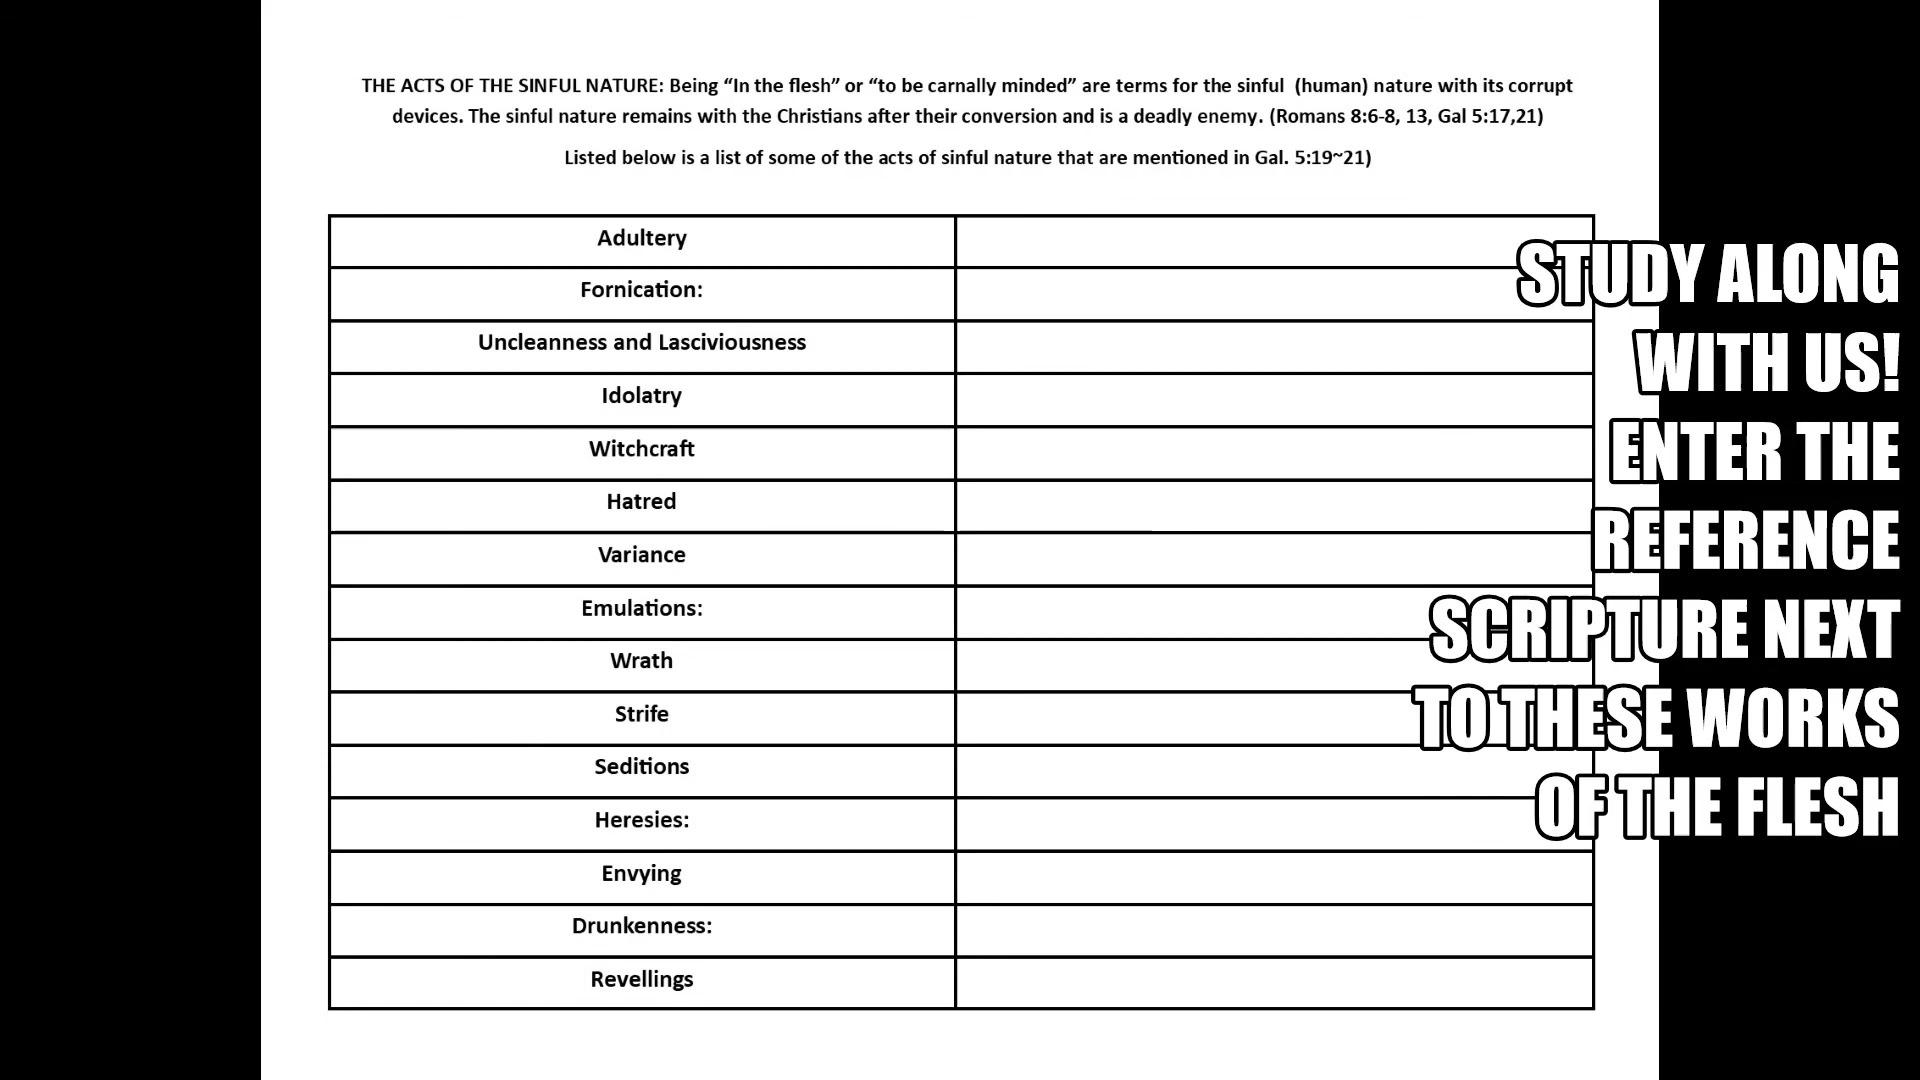 THE ACTS OF THE SINFUL NATURE: Being “In the flesh” or “to be carnally minded” are terms for the sinful (human) nature with its corrupt
devices. The sinful nature remains with the Christians after their conversion and is a deadly enemy. (Romans 8:6-8, 13, Gal 5:17,21)
Listed below is a list of some of the acts of sinful nature that are mentioned in Gal. 5:19~21)
Adultery
Fornication:
Uncleanness and Lasciviousness
Idolatry
Witchcraft
Hatred
Variance
Emulations:
Wrath
Strife
Seditions
Heresies:
Envying
Drunkenness:
Revellings
STUDY ALONG
WITH US!
ENTER THE
REFERENCE
SCRIPTURE NEXT
TO THESE WORKS
OF THE FLESH